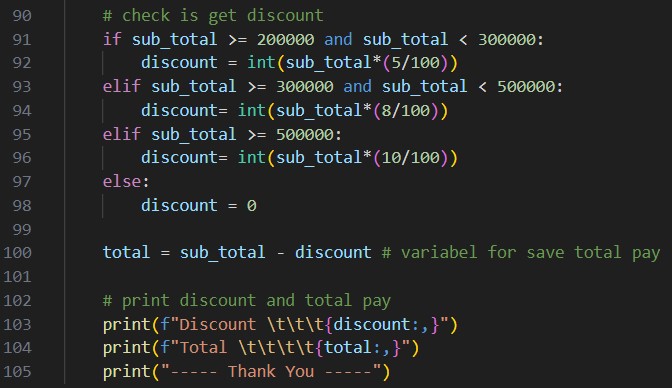 90 # check is get discount
91 if sub_total >= 200000 and sub_total < 300000:
92 discount = int(sub_total*(5/100))
93 elif sub_total >= 300000 and sub_total < 500000:
94 discount= int(sub_total*(8/100))
95 elif sub_total >= 500000:
96 discount= int(sub_total*(10/100))
97 else:
98 discount = 0
99
100 total = sub_total - discount # variabel for save total pay
101
102 # print discount and total pay
103 print(f"Discount \t\t\t{discount:,}")
104 print(f"Total \t\t\t\t{total:,}")
105 print("----- Thank You -----")